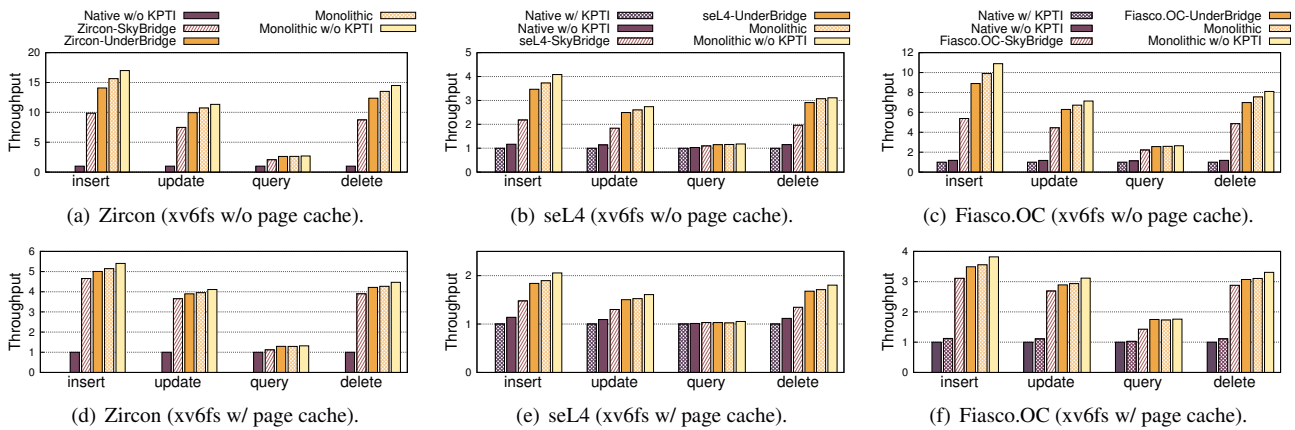 Native w/o KPTI
Zircon-SkyBridge
Zircon-UnderBridge
Monolithic
Monolithic w/o KPTI
Throughput
20
15
10
5
0
insert update query delete
(a) Zircon (xv6fs w/o page cache).
Native w/ KPTI
Native w/o KPTI
seL4-SkyBridge
seL4-UnderBridge
Monolithic
Monolithic w/o KPTI
Throughput
5
4
3
2
1
0
insert update query delete
(b) seL4 (xv6fs w/o page cache).
Native w/ KPTI
Native w/o KPTI
Fiasco.OC-SkyBridge
Fiasco.OC-UnderBridge
Monolithic
Monolithic w/o KPTI
Throughput
12
10
8
6
4
2
0
insert update query delete
(c) Fiasco.OC (xv6fs w/o page cache).
Throughput
6
5
4
3
2
1
0
insert update query delete
(d) Zircon (xv6fs w/ page cache).
Throughput
2
1
0
insert update query delete
(e) seL4 (xv6fs w/ page cache).
Throughput
4
3
2
1
0
insert update query delete
(f) Fiasco.OC (xv6fs w/ page cache).